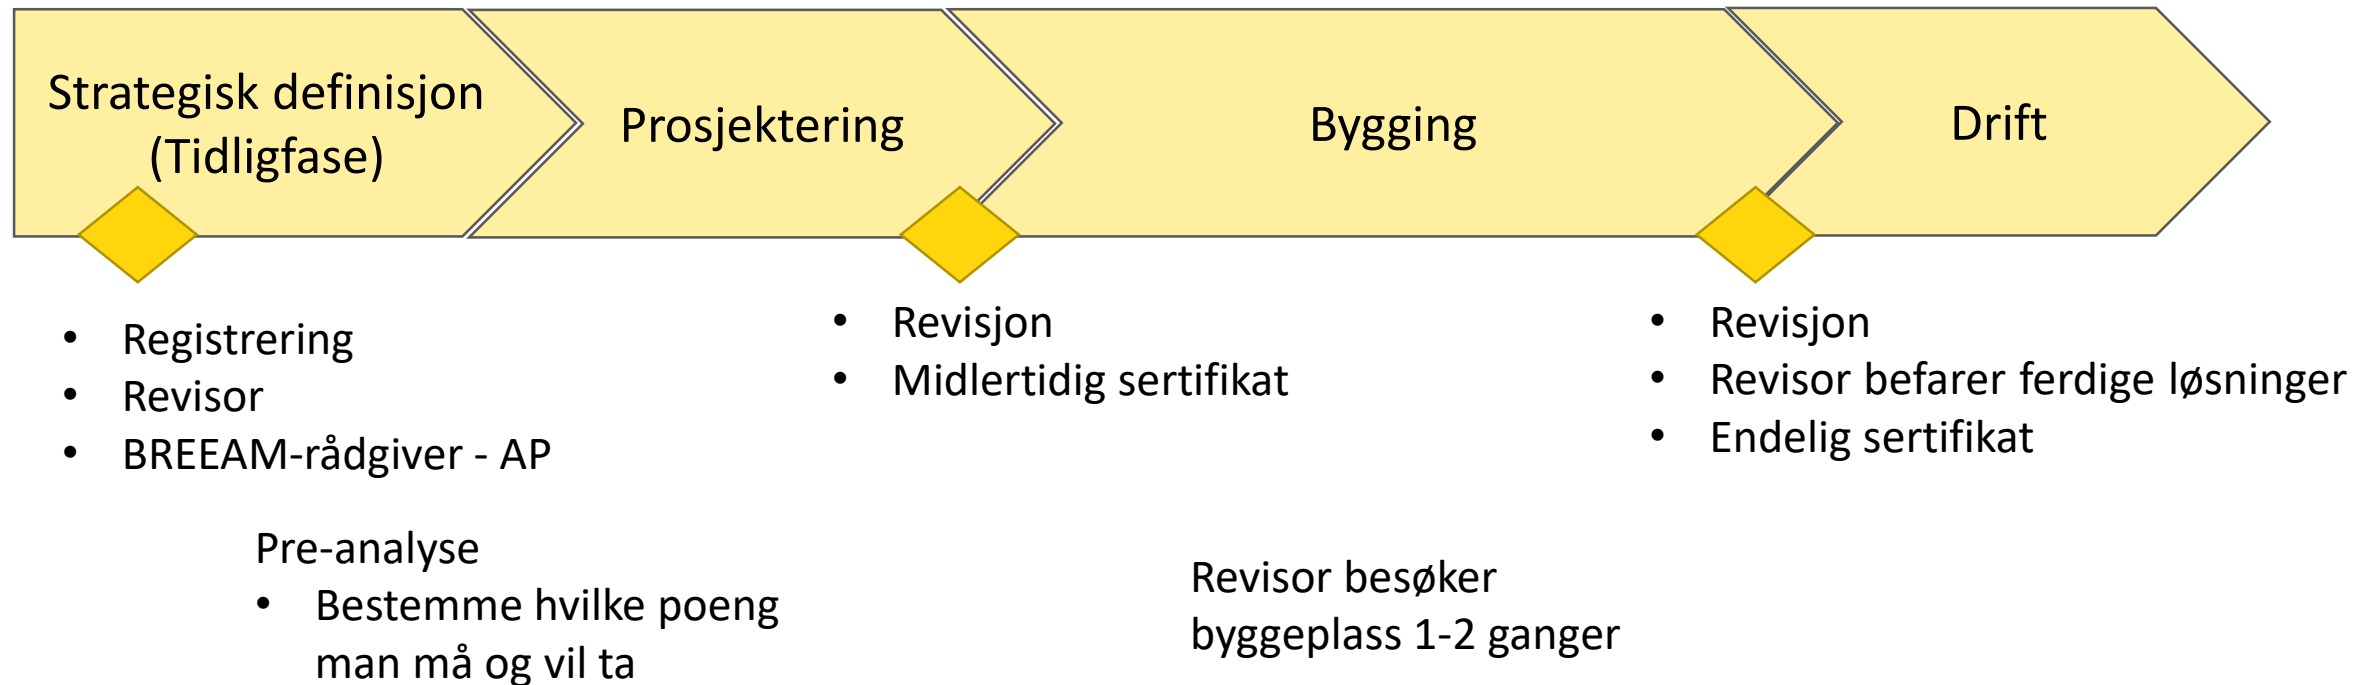 Strategisk definisjon
(Tidligfase)
Prosjektering
Bygging
Drift
• Registrering
• Revisor
• BREEAM-rådgiver - AP
• Revisjon
• Midlertidig sertifikat
• Revisjon
• Revisor befarer ferdige løsninger
• Endelig sertifikat
Pre-analyse
• Bestemme hvilke poeng
man må og vil ta
Revisor besøker
byggeplass 1-2 ganger